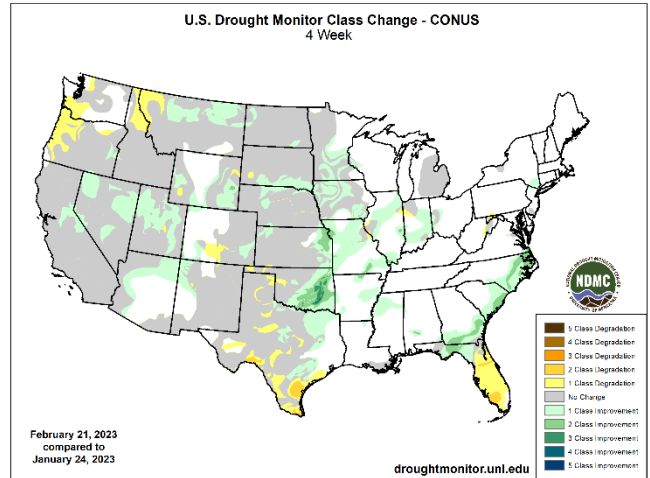 U.S. Drought Monitor Class Change - CONUS
4 Week
NDMC
5 Class Degradation
4 Class Degradation
3 Class Degradation
2 Class Degradation
1 Class Degradation
No Change
1 Class Improvement
2 Class Improvement
3 Class Improvement
4 Class Improvement
5 Class Improvement
February 21, 2023
compared to
January 24, 2023
droughtmonitor.unl.edu